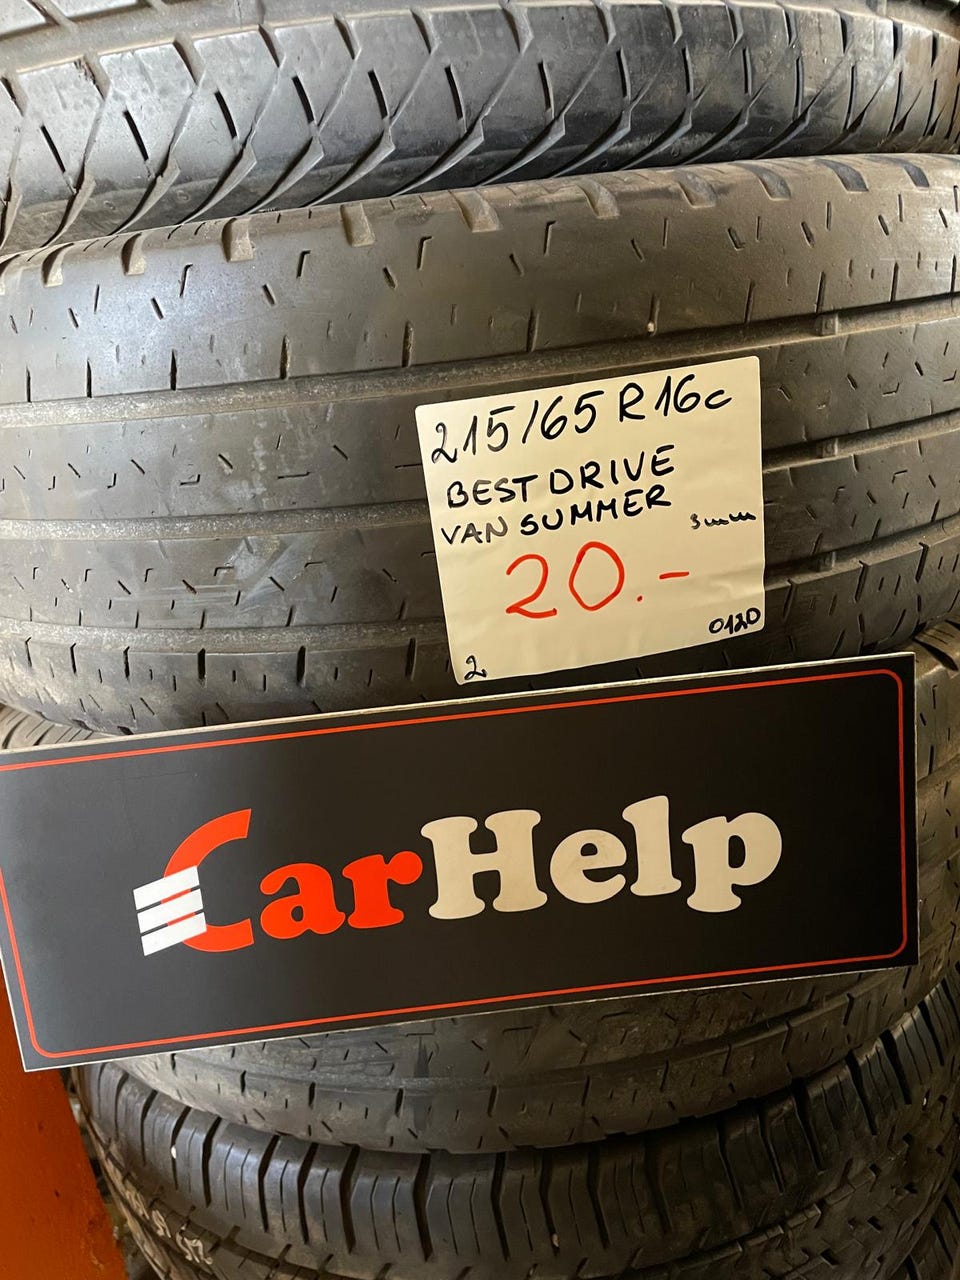 215/65 R16c
BEST DRIVE
VAN SUMMER
3mm
20.-
0120
2
CarHelp